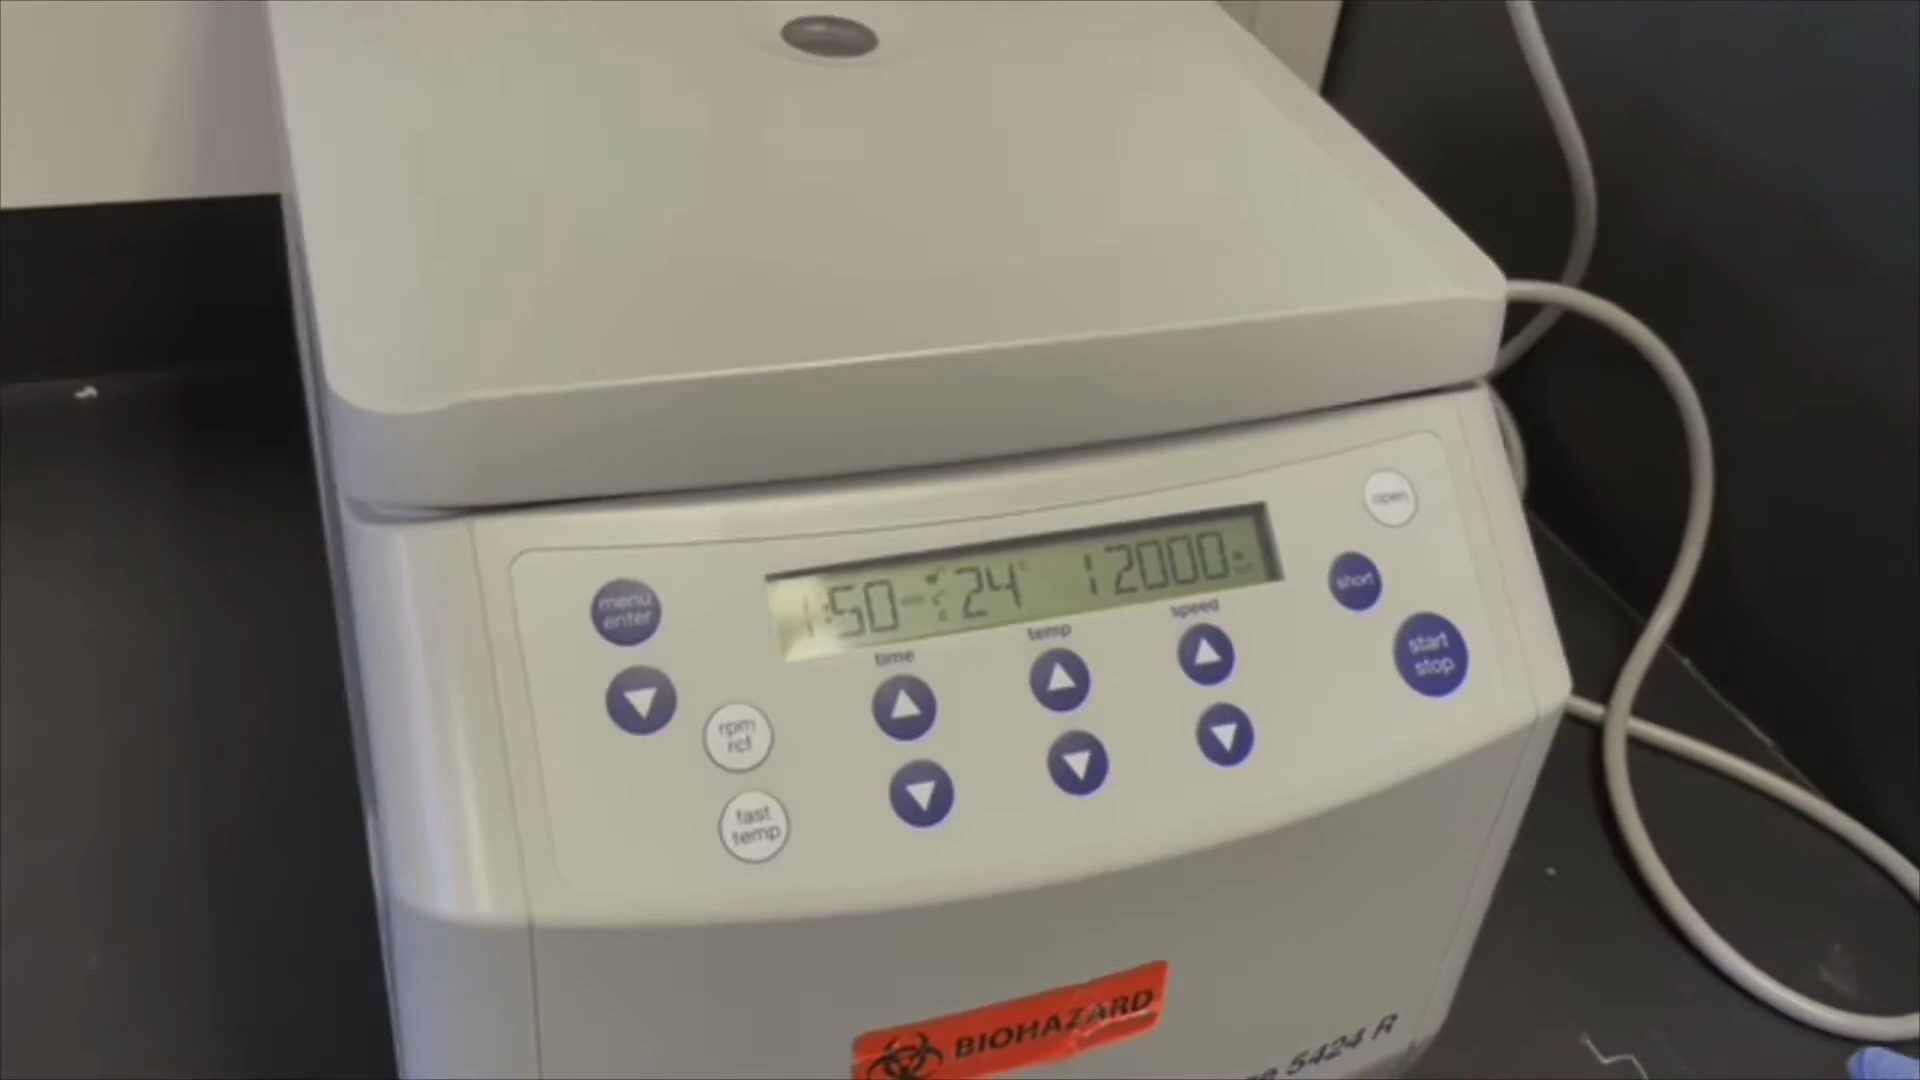 open
1:50 24° 12000
menu
enter
short
time
temp
speed
start
stop
rpm
rcf
fast
temp
BIOHAZARD
5424 R